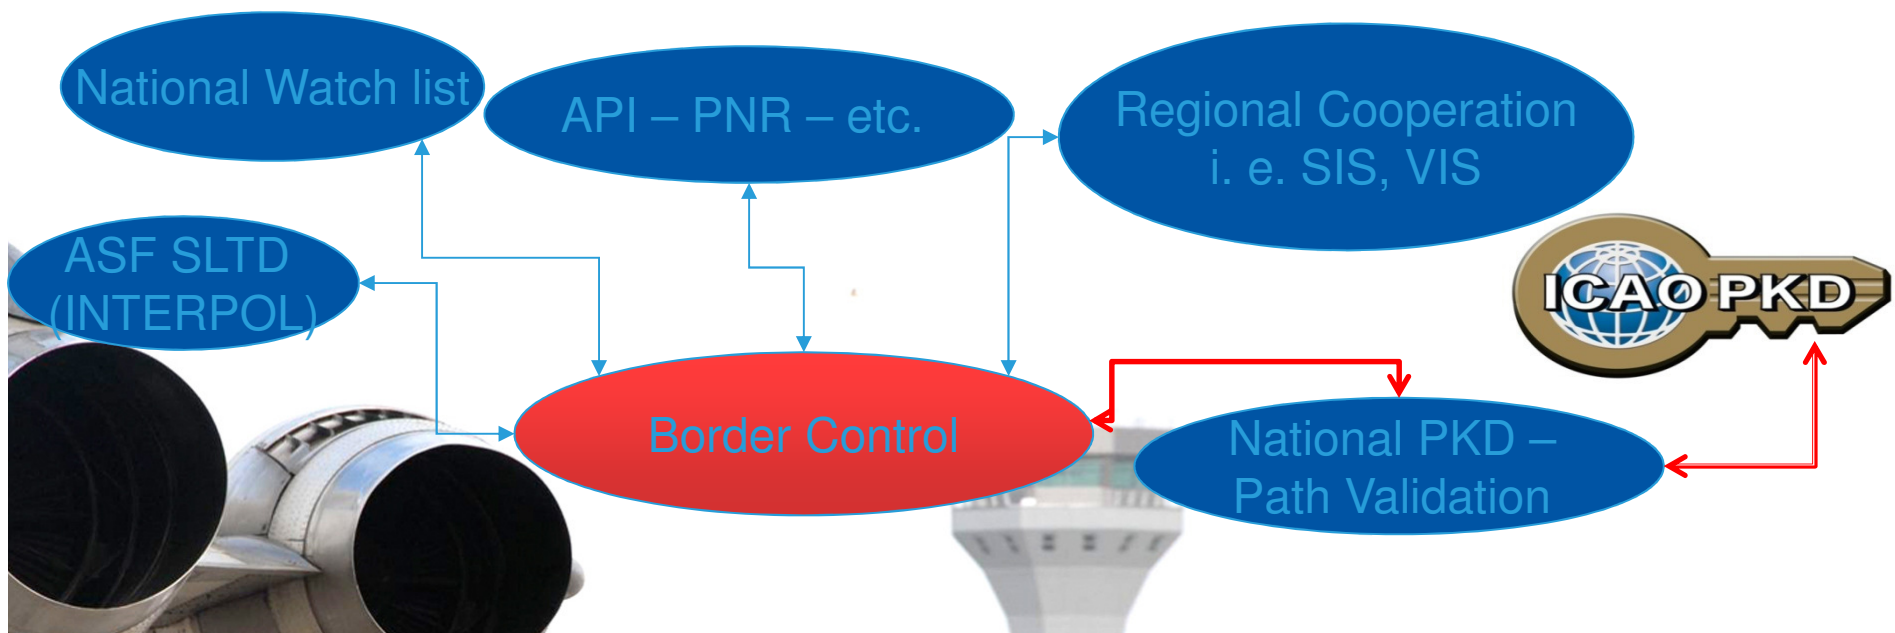 National Watch list
API – PNR – etc.
Regional Cooperation
i. e. SIS, VIS
ASF SLTD
(INTERPOL)
ICAO PKD
Border Control
National PKD –
Path Validation